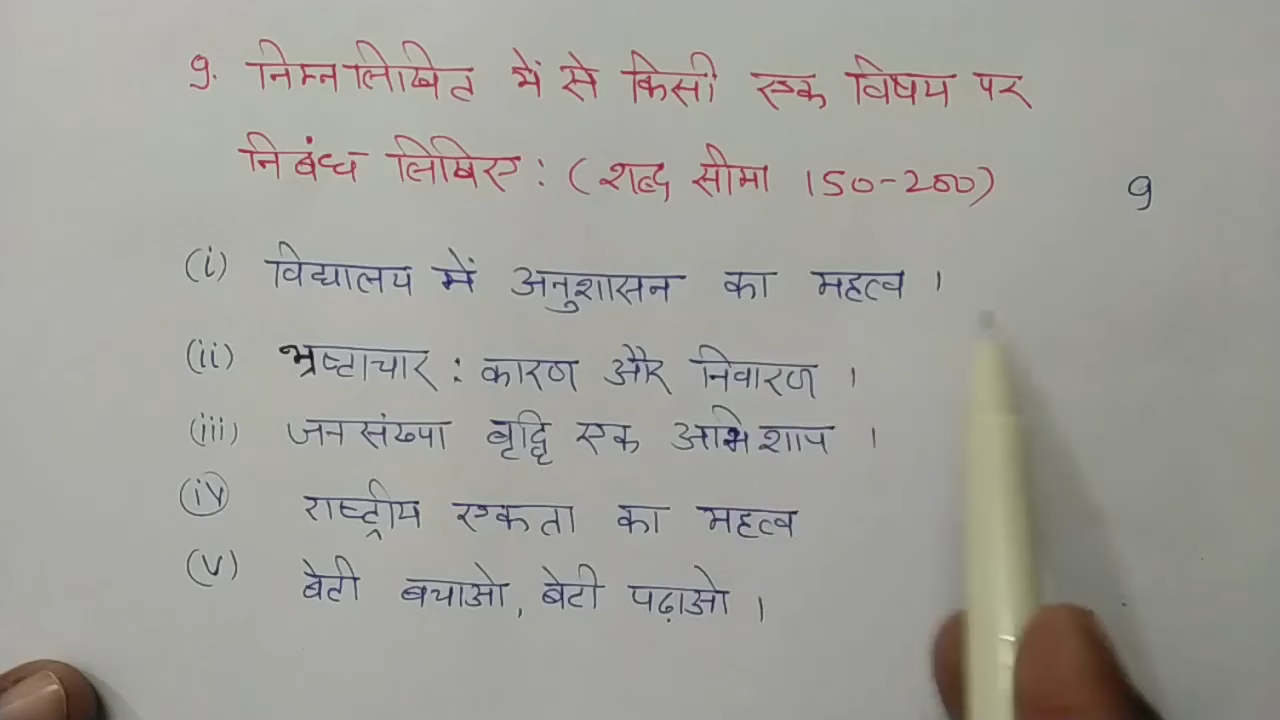 9. निम्नलिखित में से किसी एक विषय पर
निबंध लिखिए : (शब्द सीमा 150-200) 9
(i) विद्यालय में अनुशासन का महत्व ।
(ii) भ्रष्टाचार : कारण और निवारण ।
(iii) जनसंख्या वृद्धि एक अभिशाप ।
(iv) राष्ट्रीय एकता का महत्व
(v) बेटी बचाओ, बेटी पढ़ाओ ।